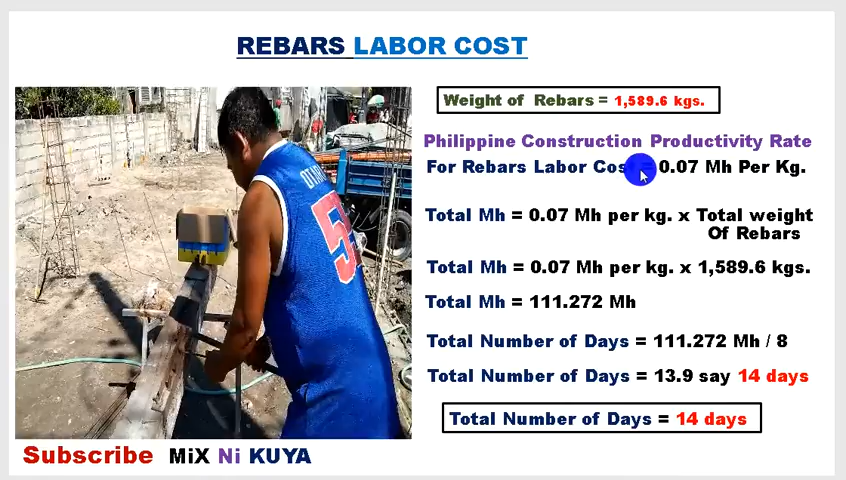 REBARS LABOR COST
Weight of Rebars = 1,589.6 kgs.
Philippine Construction Productivity Rate
For Rebars Labor Cost = 0.07 Mh Per Kg.
Total Mh = 0.07 Mh per kg. x Total weight
Of Rebars
Total Mh = 0.07 Mh per kg. x 1,589.6 kgs.
Total Mh = 111.272 Mh
Total Number of Days = 111.272 Mh / 8
Total Number of Days = 13.9 say 14 days
Total Number of Days = 14 days
Subscribe MiX Ni KUYA